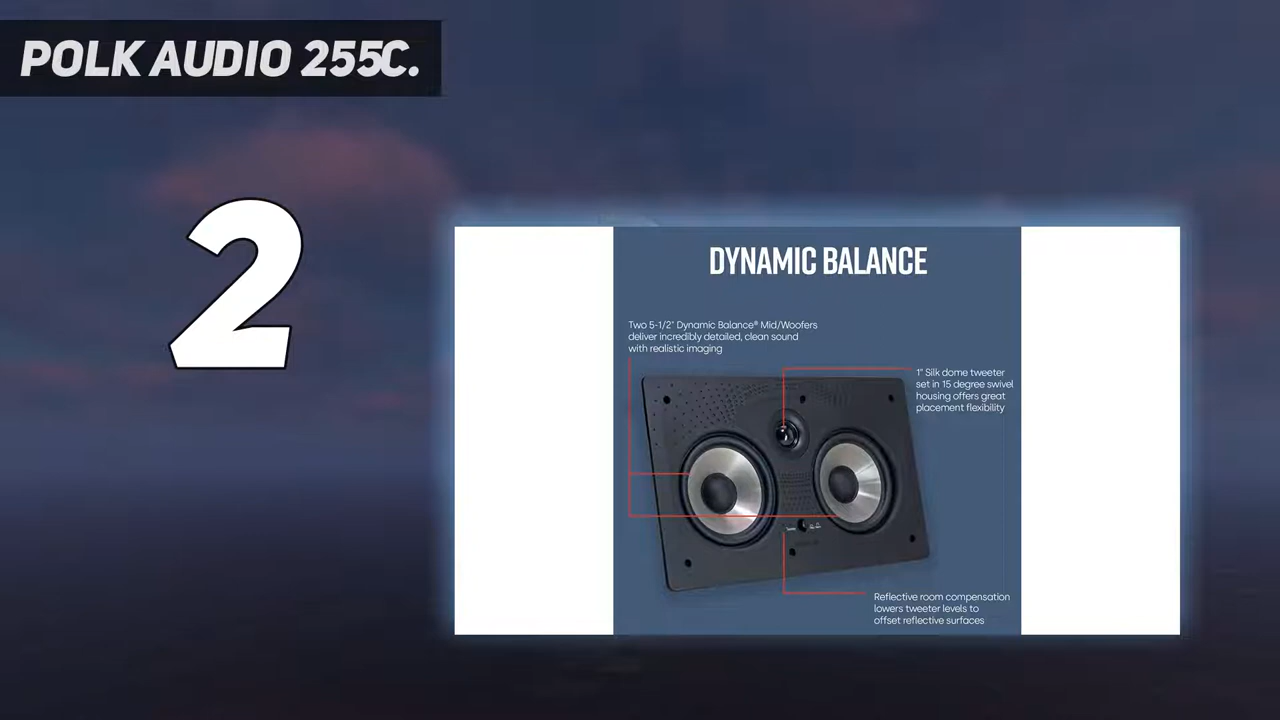 POLK AUDIO 255C.
2
DYNAMIC BALANCE
Two 5-1/2" Dynamic Balance® Mid/Woofers
deliver incredibly detailed, clean sound
with realistic imaging
1" Silk dome tweeter
set in 15 degree swivel
housing offers great
placement flexibility
Reflective room compensation
lowers tweeter levels to
offset reflective surfaces